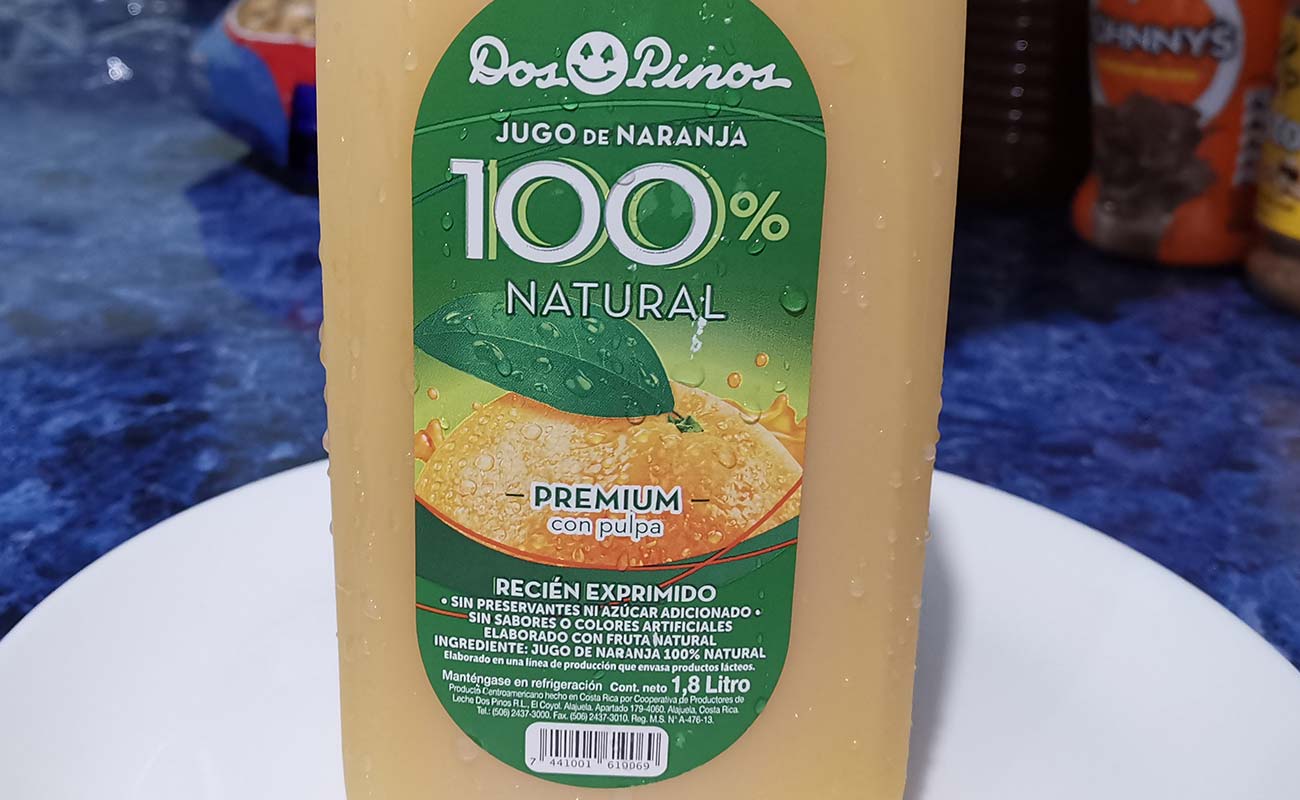 Dos Pinos
JUGO DE NARANJA
100%
NATURAL
PREMIUM
con pulpa
RECIÉN EXPRIMIDO
• SIN PRESERVANTES NI AZÚCAR ADICIONADO •
SIN SABORES O COLORES ARTIFICIALES
ELABORADO CON FRUTA NATURAL
INGREDIENTE: JUGO DE NARANJA 100% NATURAL
Elaborado en una línea de producción que envasa productos lácteos.
Manténgase en refrigeración Cont. neto 1,8 Litro
Producto Centroamericano hecho en Costa Rica por Cooperativa de Productores de
Leche Dos Pinos R.L., El Coyol. Alajuela. Apartado 179-4060. Alajuela, Costa Rica.
Tel.: (506) 2437-3000. Fax. (506) 2437-3010. Reg. M.S. N° A-476-13.
7 441001 610069